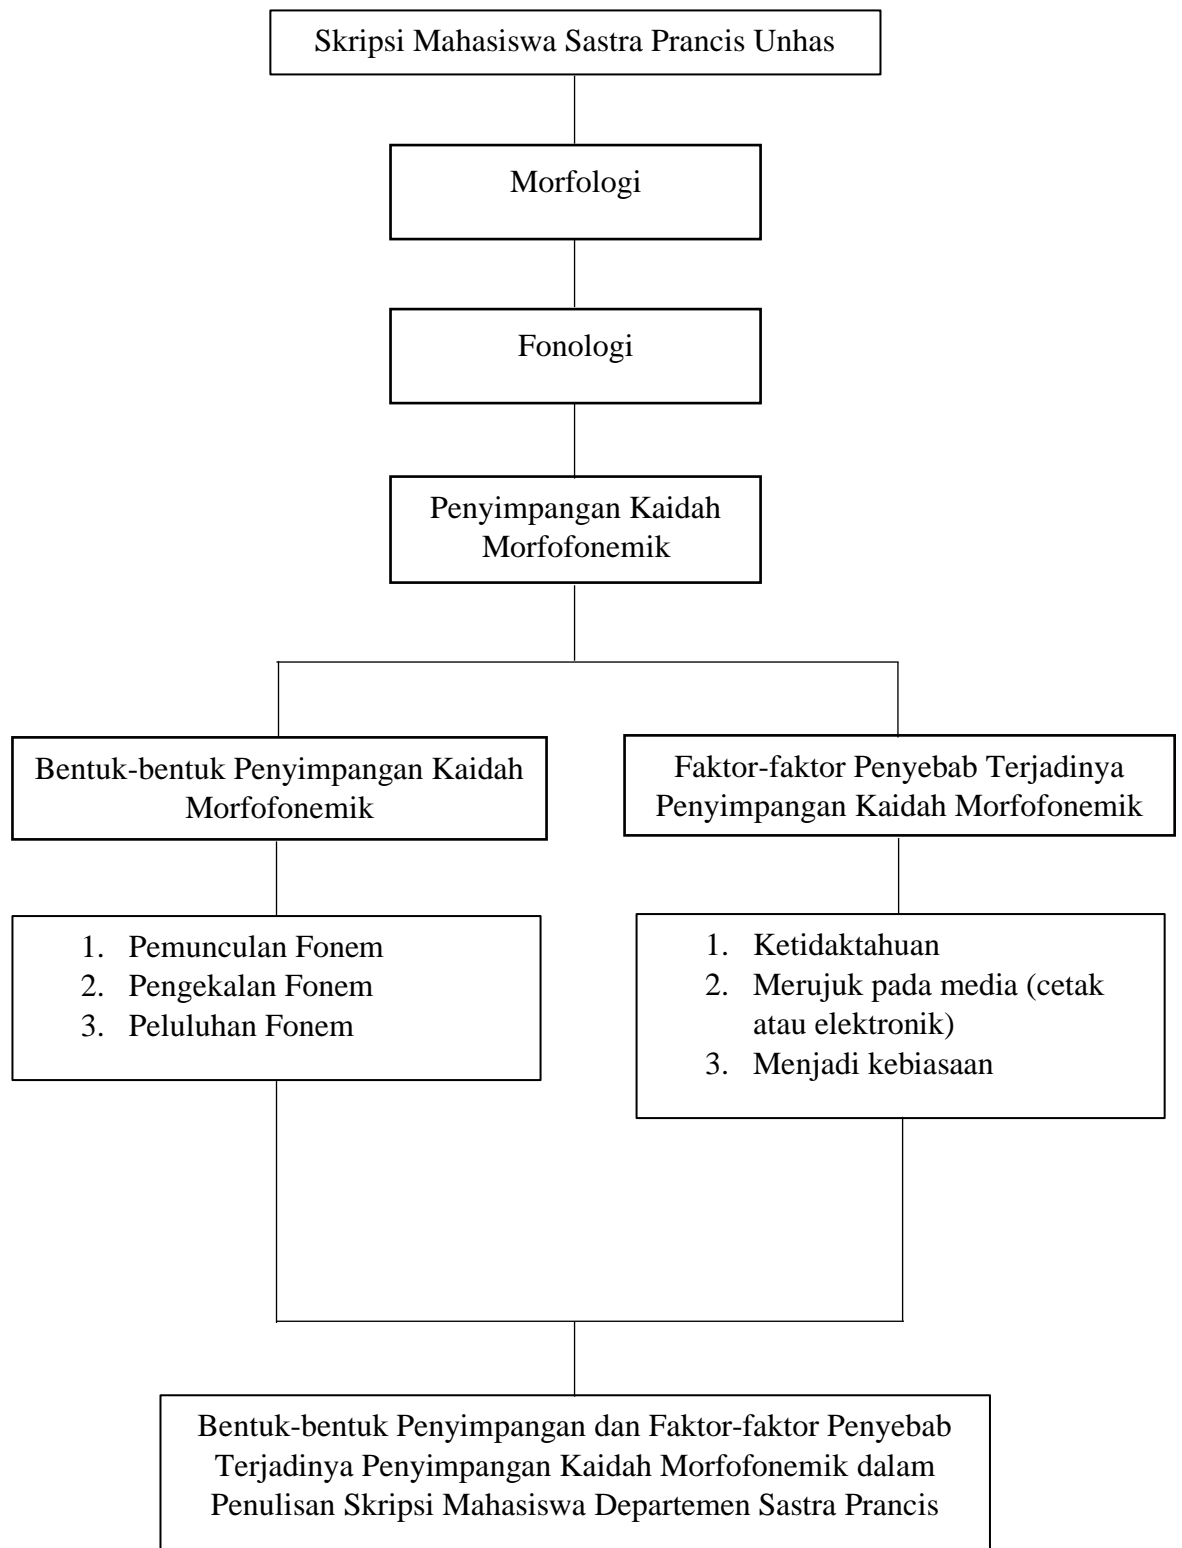 Skripsi Mahasiswa Sastra Prancis Unhas
Morfologi
Fonologi
Penyimpangan Kaidah
Morfofonemik
Bentuk-bentuk Penyimpangan Kaidah
Morfofonemik
Faktor-faktor Penyebab Terjadinya
Penyimpangan Kaidah Morfofonemik
1. Pemunculan Fonem
2. Pengekalan Fonem
3. Peluluhan Fonem
1. Ketidaktahuan
2. Merujuk pada media (cetak
atau elektronik)
3. Menjadi kebiasaan
Bentuk-bentuk Penyimpangan dan Faktor-faktor Penyebab
Terjadinya Penyimpangan Kaidah Morfofonemik dalam
Penulisan Skripsi Mahasiswa Departemen Sastra Prancis